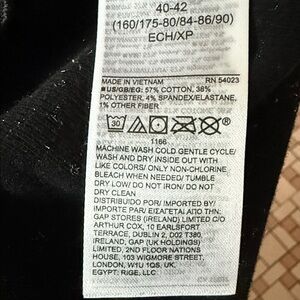 40-42
(160/175-80/84-86/90)
ECH/XP
MADE IN VIETNAM RN 54023
US/GB/EG: 57% COTTON, 38%
POLYESTER, 4% SPANDEX/ELASTANE,
1% OTHER FIBER
30
1166
MACHINE WASH COLD GENTLE CYCLE/
WASH AND DRY INSIDE OUT WITH
LIKE COLORS/ ONLY NON-CHLORINE
BLEACH WHEN NEEDED/ TUMBLE
DRY LOW/ DO NOT IRON/ DO NOT
DRY CLEAN
DISTRIBUIDO POR/ IMPORTED BY/
IMPORTE PAR/ ΕΙΣΑΓΕΤΑΙ ΑΠΟ ΤΗΝ:
GAP STORES (IRELAND) LIMITED C/O
ARTHUR COX, 10 EARLSFORT
TERRACE, DUBLIN 2, D02 T380,
IRELAND, GAP (UK HOLDINGS)
LIMITED, 2ND FLOOR NATIONS
HOUSE, 103 WIGMORE STREET,
LONDON, W1U 1QS, UK,
EGYPT: RIGE, LLC